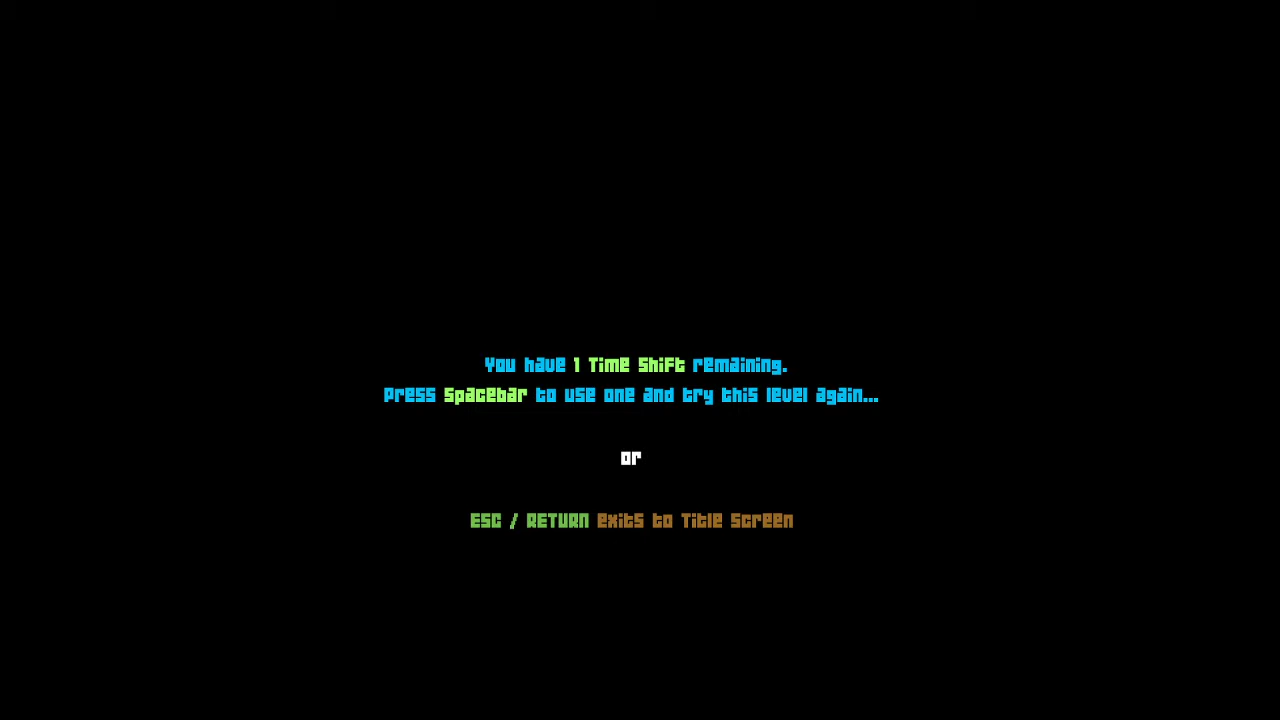 You have 1 Time Shift remaining.
Press Spacebar to use one and try this level again...
or
ESC / RETURN exits to Title Screen